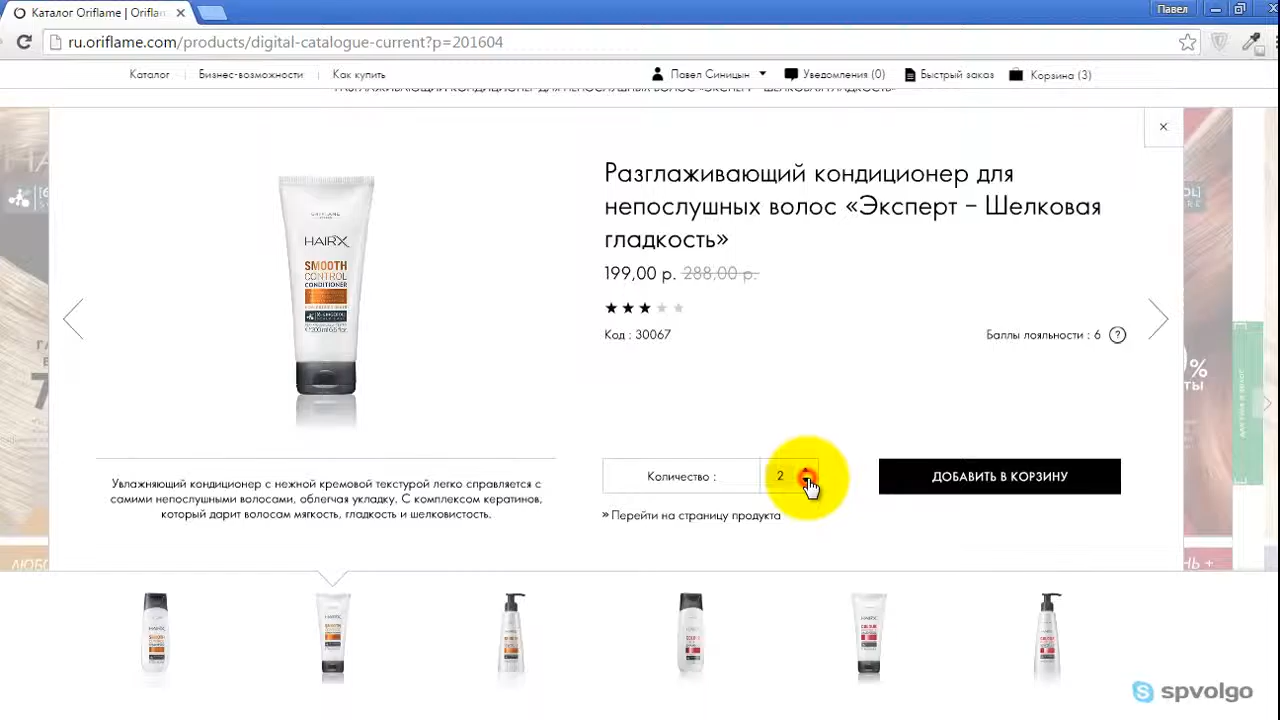 Каталог Oriflame | Oriflan
Павел
ru.oriflame.com/products/digital-catalogue-current?p=201604
Каталог
Бизнес-возможности
Как купить
Павел Синицын
Уведомления (0)
Быстрый заказ
Корзина (3)
Разглаживающий кондиционер для
непослушных волос «Эксперт – Шелковая
гладкость»
199,00 р. 288,00 р.
Код : 30067
Баллы лояльности : 6 ?
ORIFLAME
HAIRX
SMOOTH
CONTROL
CONDITIONER
Количество :
2
ДОБАВИТЬ В КОРЗИНУ
» Перейти на страницу продукта
Увлажняющий кондиционер с нежной кремовой текстурой легко справляется с
самими непослушными волосами, облегчая укладку. С комплексом кератинов,
который дарит волосам мягкость, гладкость и шелковистость.
spvolgo